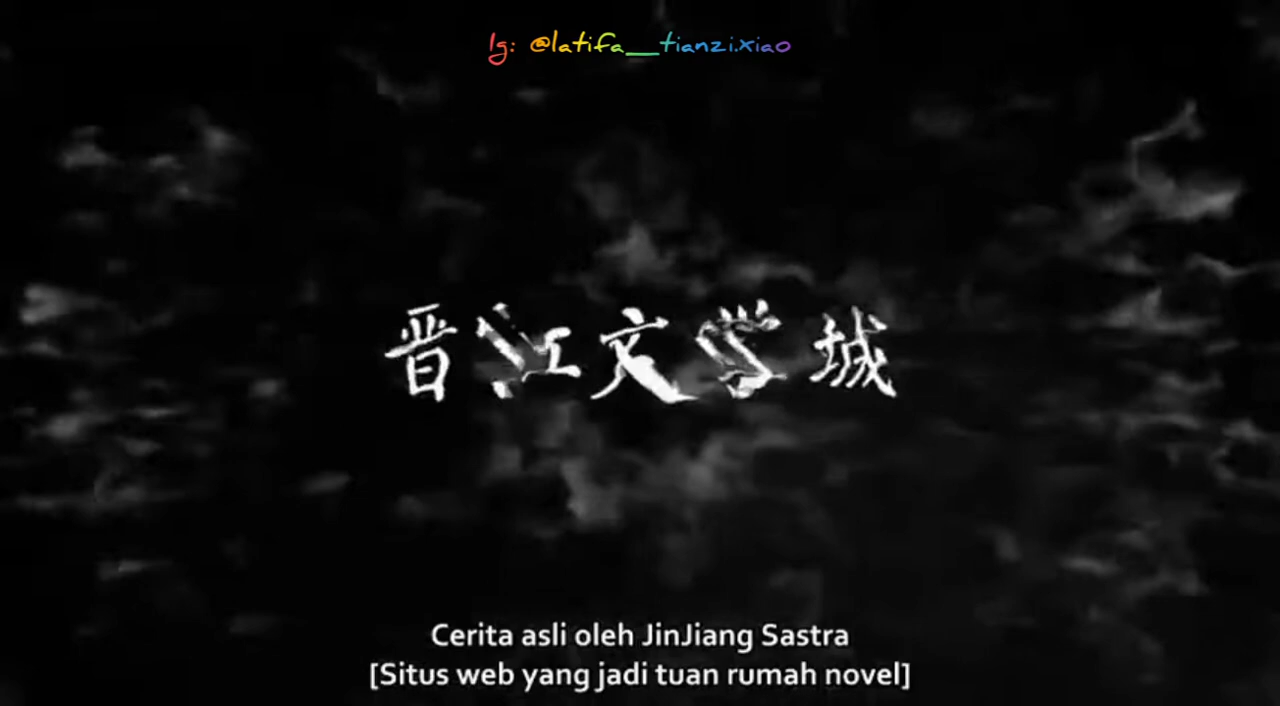 Ig: @latifa__tianzi.xiao
晋江文学城
Cerita asli oleh JinJiang Sastra
[Situs web yang jadi tuan rumah novel]